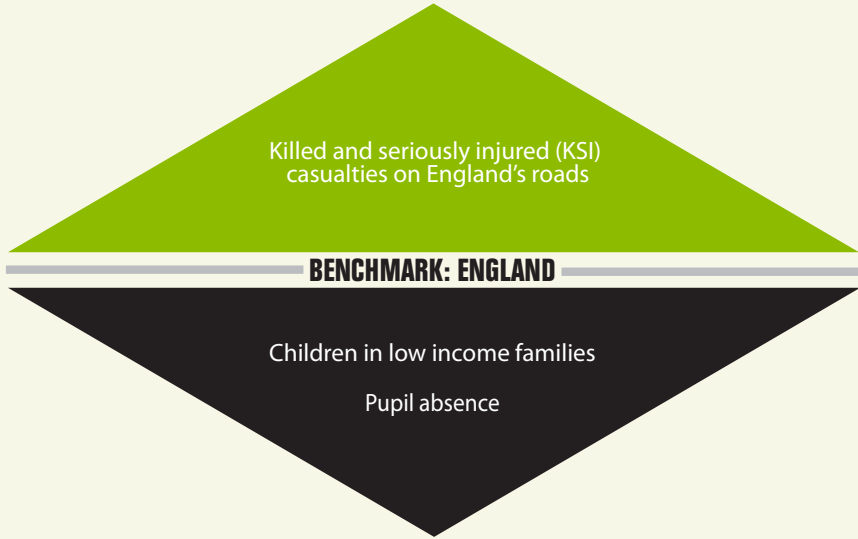 Killed and seriously injured (KSI)
casualties on England’s roads
BENCHMARK: ENGLAND
Children in low income families
Pupil absence